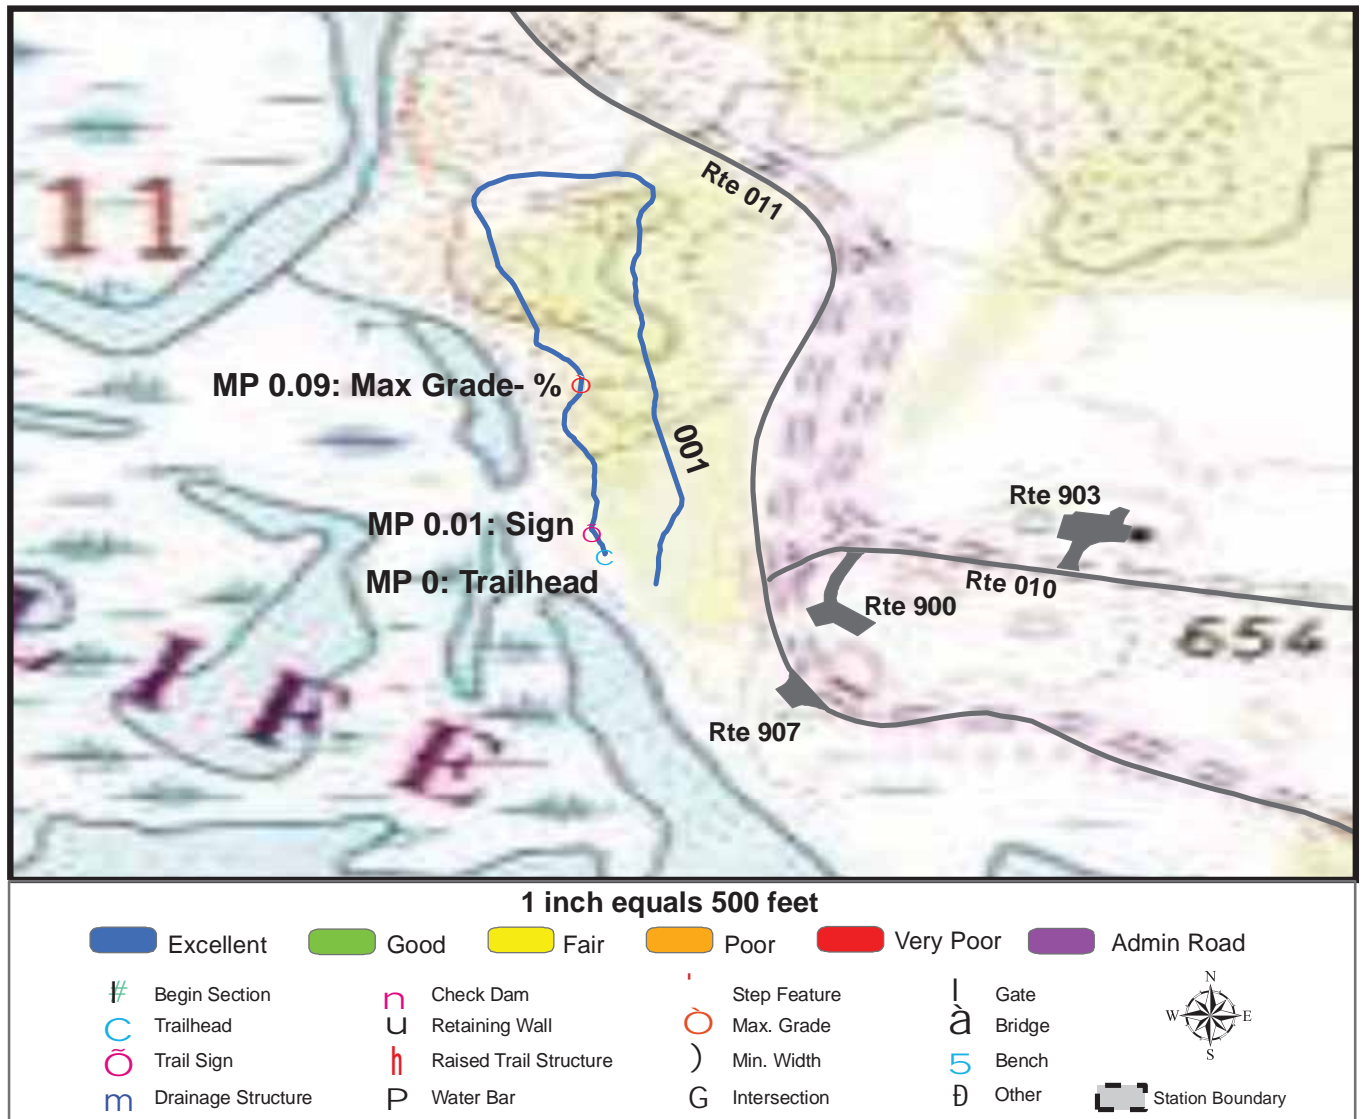 11
Rte 011
MP 0.09: Max Grade- %
001
MP 0.01: Sign
MP 0: Trailhead
Rte 903
Rte 010
Rte 900
654
Rte 907
I F E
1 inch equals 500 feet
Excellent Good Fair Poor Very Poor Admin Road
# Begin Section
n Check Dam
' Step Feature
l Gate
C Trailhead
u Retaining Wall
Ò Max. Grade
à Bridge
Õ Trail Sign
h Raised Trail Structure
) Min. Width
5 Bench
m Drainage Structure
P Water Bar
G Intersection
Ð Other
Station Boundary
N
W E
S